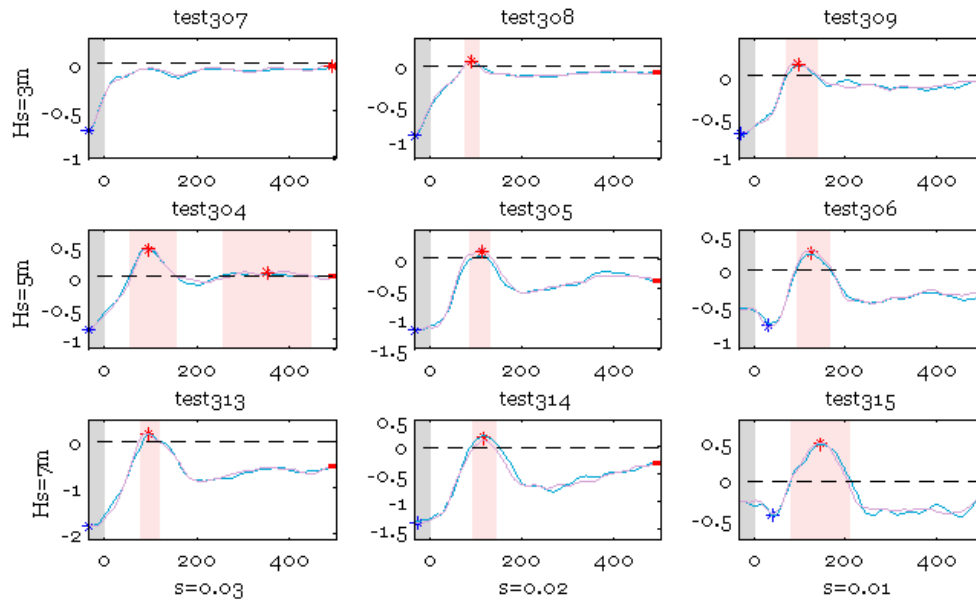 test307 test308 test309
0 0 0
-0.5 -0.5 -0.5
-1 -1 -1
Hs=3m
0 200 400 0 200 400 0 200 400
test304 test305 test306
0.5 0 0.5
0 -0.5 0
-0.5 -1 -0.5
-1 -1.5 -1
Hs=5m
0 200 400 0 200 400 0 200 400
test313 test314 test315
0 0.5 0.5
-1 0 0
-2 -0.5 -0.5
-1
-1.5
Hs=7m
0 200 400 0 200 400 0 200 400
s=0.03 s=0.02 s=0.01